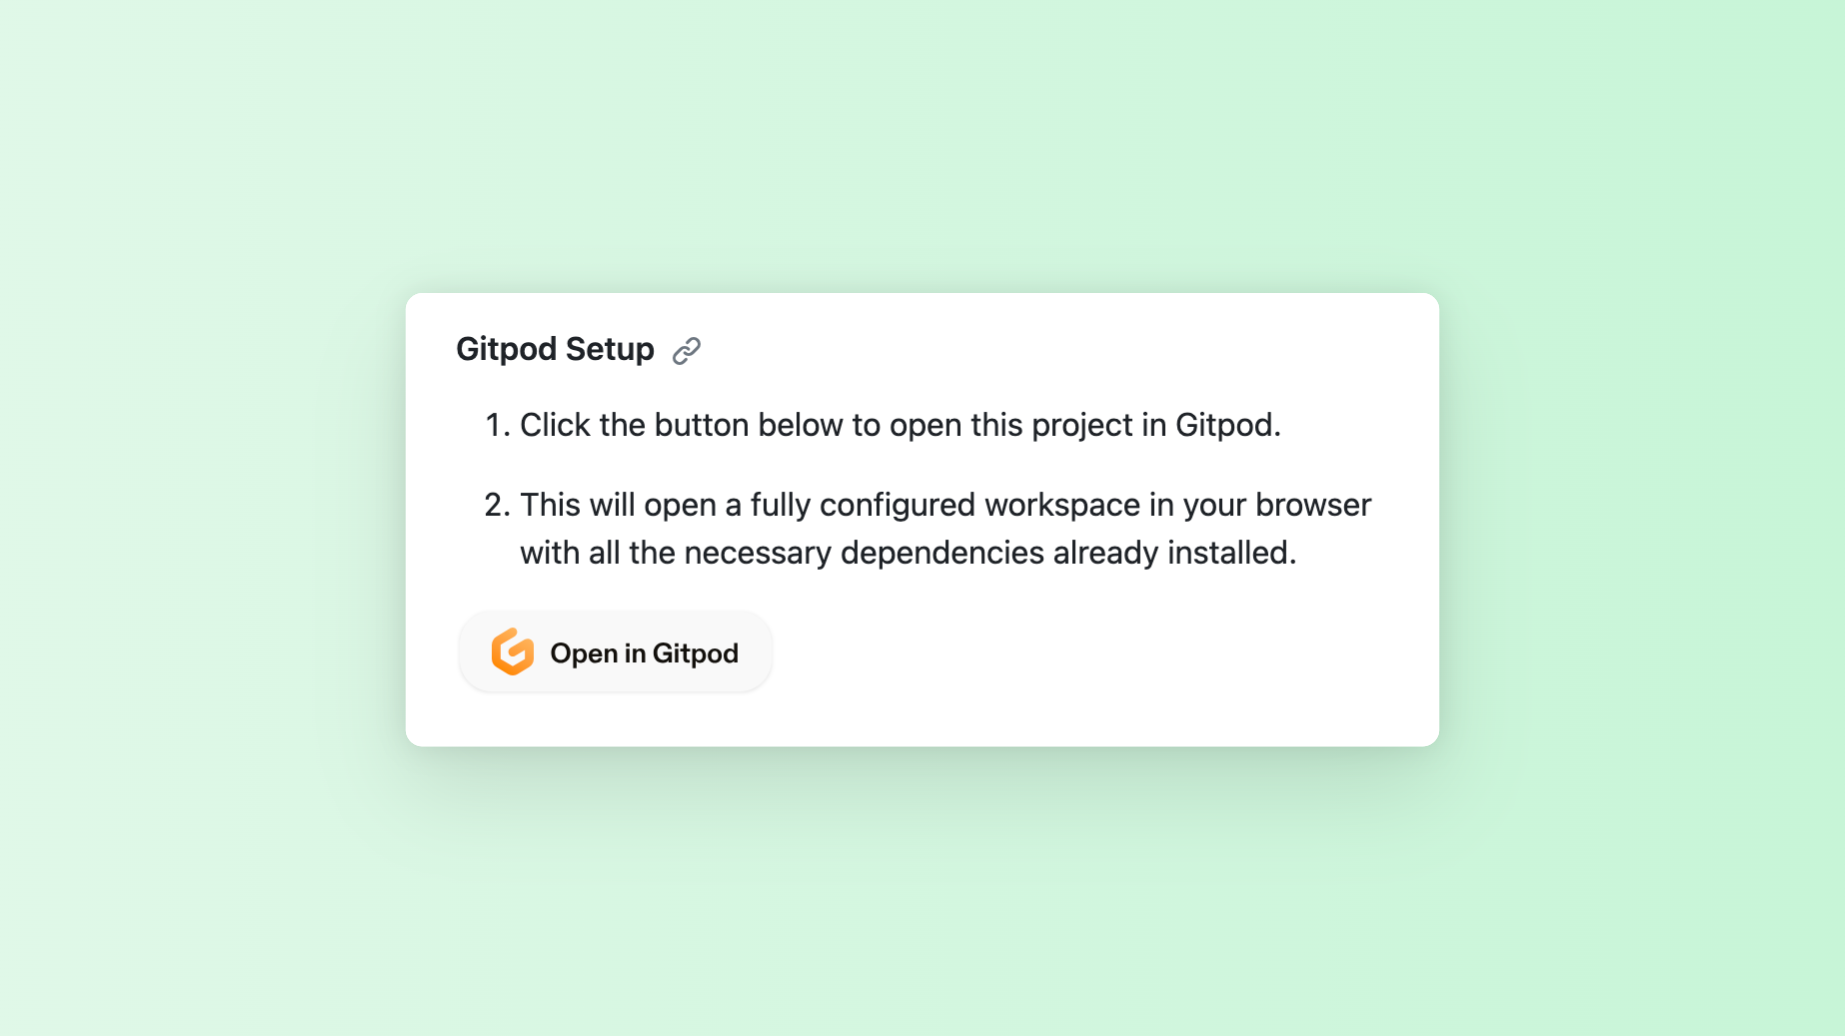 Gitpod Setup
1. Click the button below to open this project in Gitpod.
2. This will open a fully configured workspace in your browser
with all the necessary dependencies already installed.
Open in Gitpod